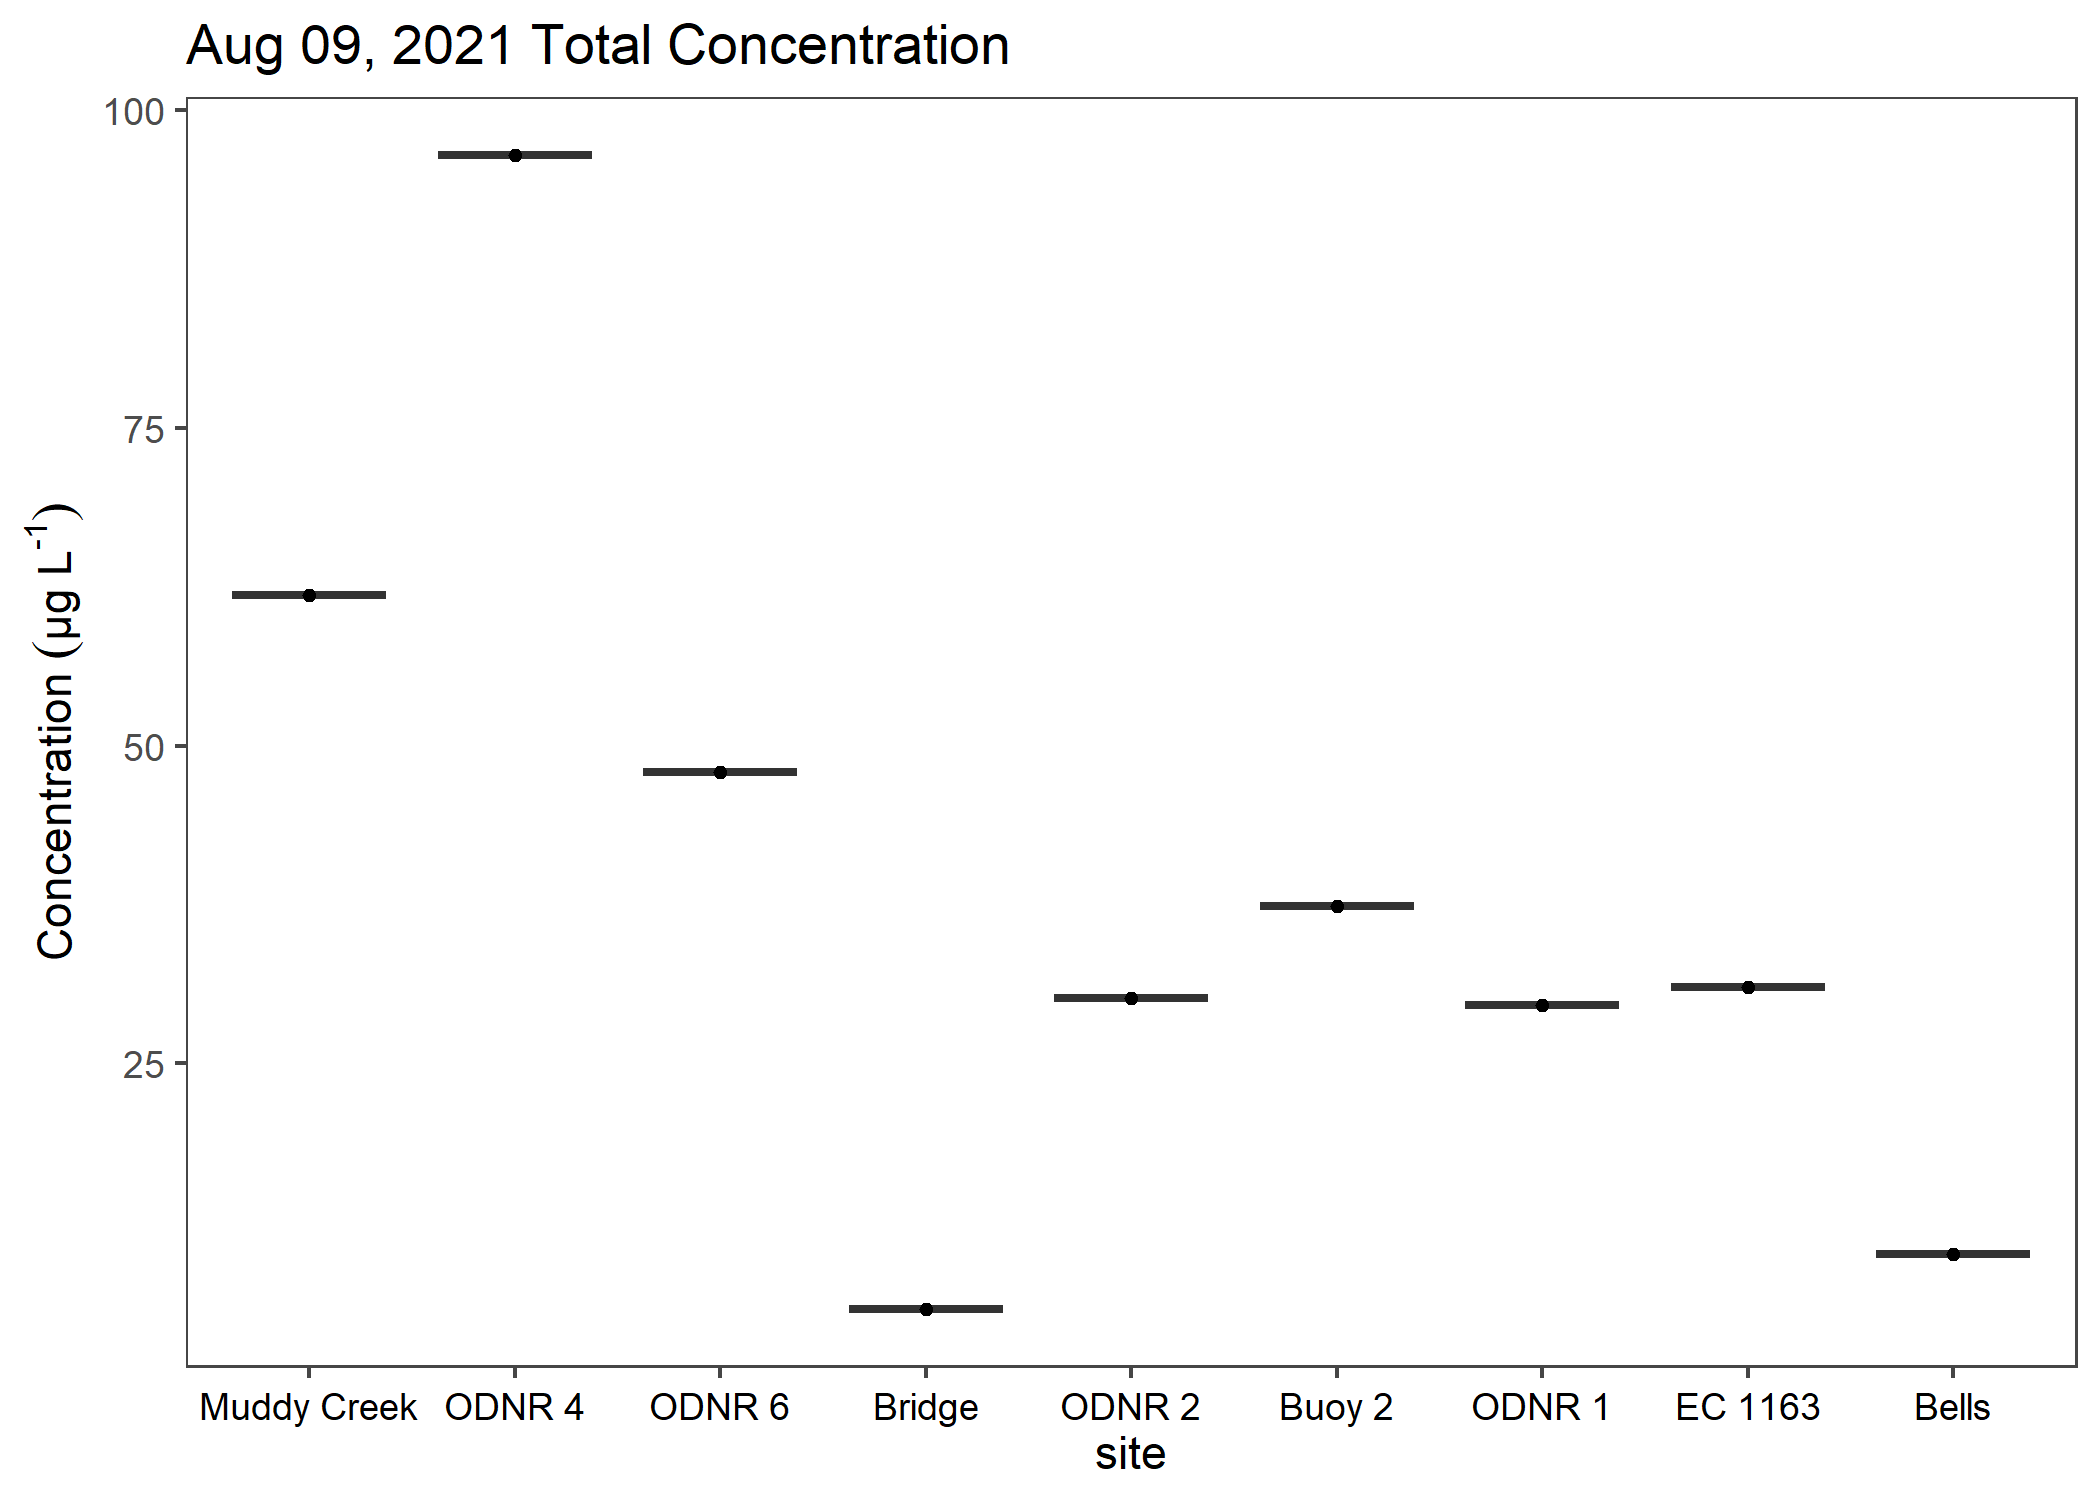 Aug 09, 2021 Total Concentration
100
75
50
25
Concentration (µg L⁻¹)
Muddy Creek ODNR 4 ODNR 6 Bridge ODNR 2 Buoy 2 ODNR 1 EC 1163 Bells
site